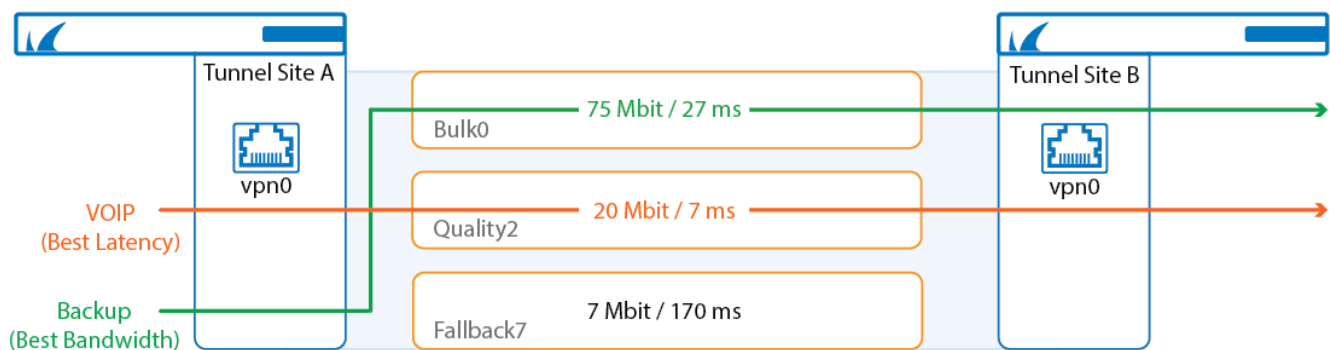 Tunnel Site A
Tunnel Site B
75 Mbit / 27 ms
Bulk0
vpn0
vpn0
VOIP
(Best Latency)
20 Mbit / 7 ms
Quality2
Backup
(Best Bandwidth)
7 Mbit / 170 ms
Fallback7